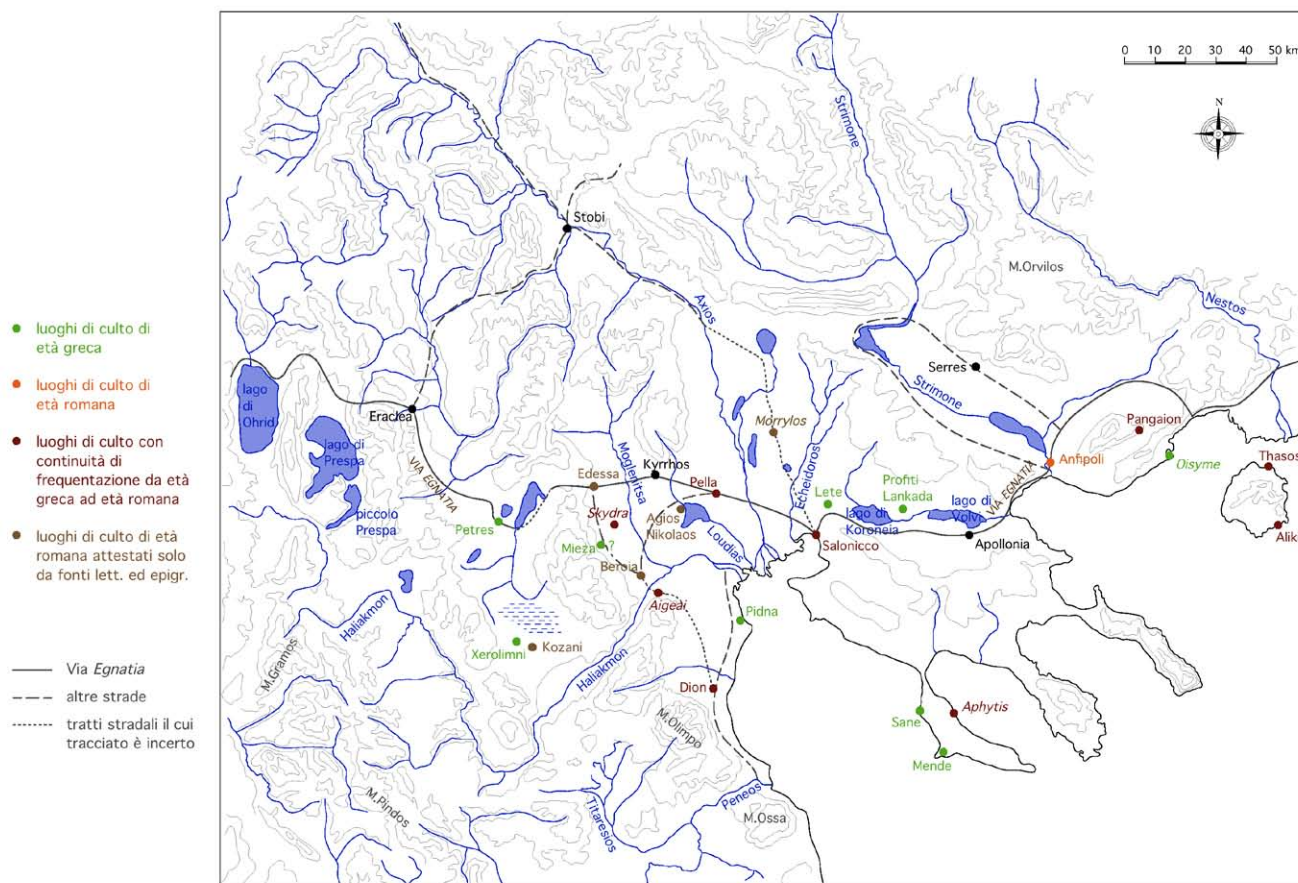 0 10 20 30 40 50 km
N
Strimone
Stobi
M.Orvilos
Axios
Nestos
luoghi di culto di
età greca
luoghi di culto di
età romana
luoghi di culto con
continuità di
frequentazione da età
greca ad età romana
luoghi di culto di età
romana attestati solo
da fonti lett. ed epigr.
Via Egnatia
altre strade
tratti stradali il cui
tracciato è incerto
Serres
Strimone
lago
di
Ohrid
Eraclea
lago di
Prespa
piccolo
Prespa
VIA EGNATIA
Morrylos
Pangaion
Anfipoli
Oisyme
Thasos
Moglenitsa
Kyrrhos
Edessa
Pella
Echeidoros
Lete
Profiti
Lankada
lago di
Volvi
VIA EGNATIA
lago di
Koroneia
Petres
Skydra
Agios
Nikolaos
Loudias
Mieza ?
Salonicco
Apollonia
Aliki
Beroia
Aigeai
Haliakmon
Pidna
Xerolimni
Kozani
Haliakmon
M.Gramos
Dion
Sane
Aphytis
M.Olimpo
Mende
M.Pindos
Titaresios
Peneos
M.Ossa